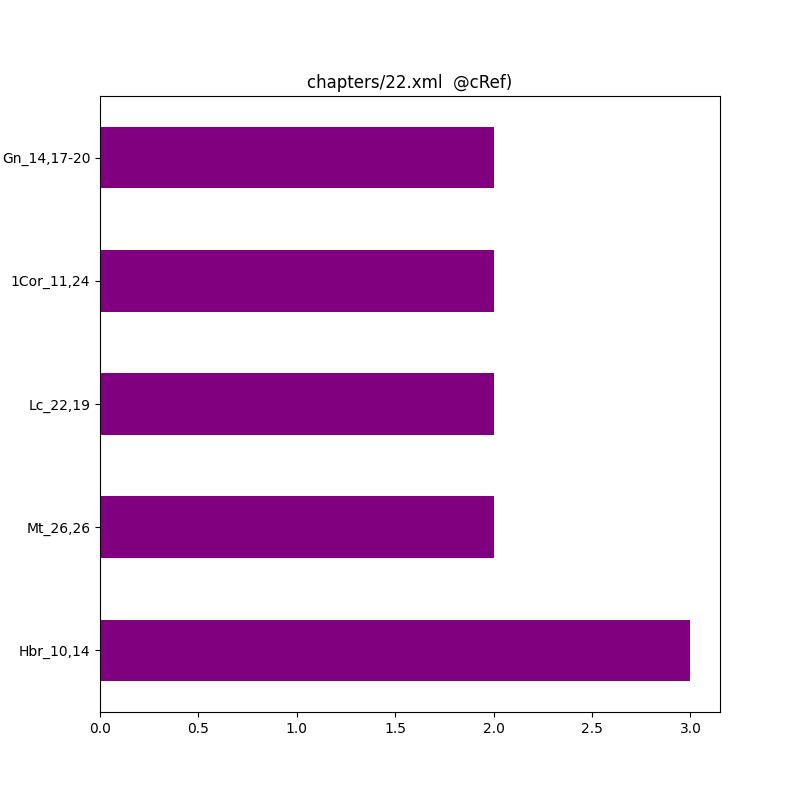 chapters/22.xml  @cRef)
Gn_14,17-20
1Cor_11,24
Lc_22,19
Mt_26,26
Hbr_10,14
0.0 0.5 1.0 1.5 2.0 2.5 3.0